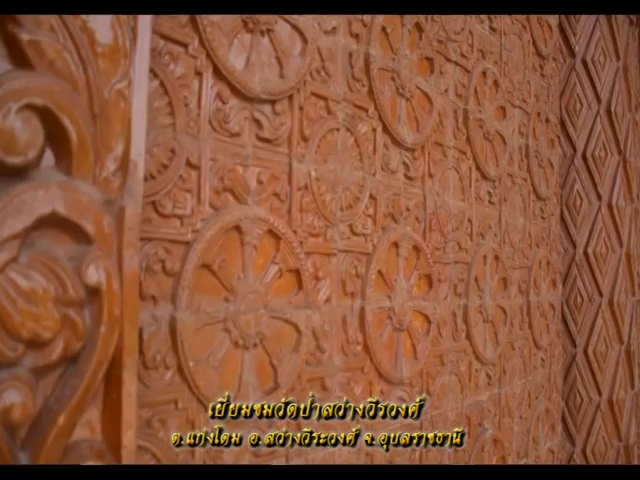 เยี่ยมชมวัดป่าสว่างวีรวงศ์
ต.แก่งโดม อ.สว่างวีระวงศ์ จ.อุบลราชธานี